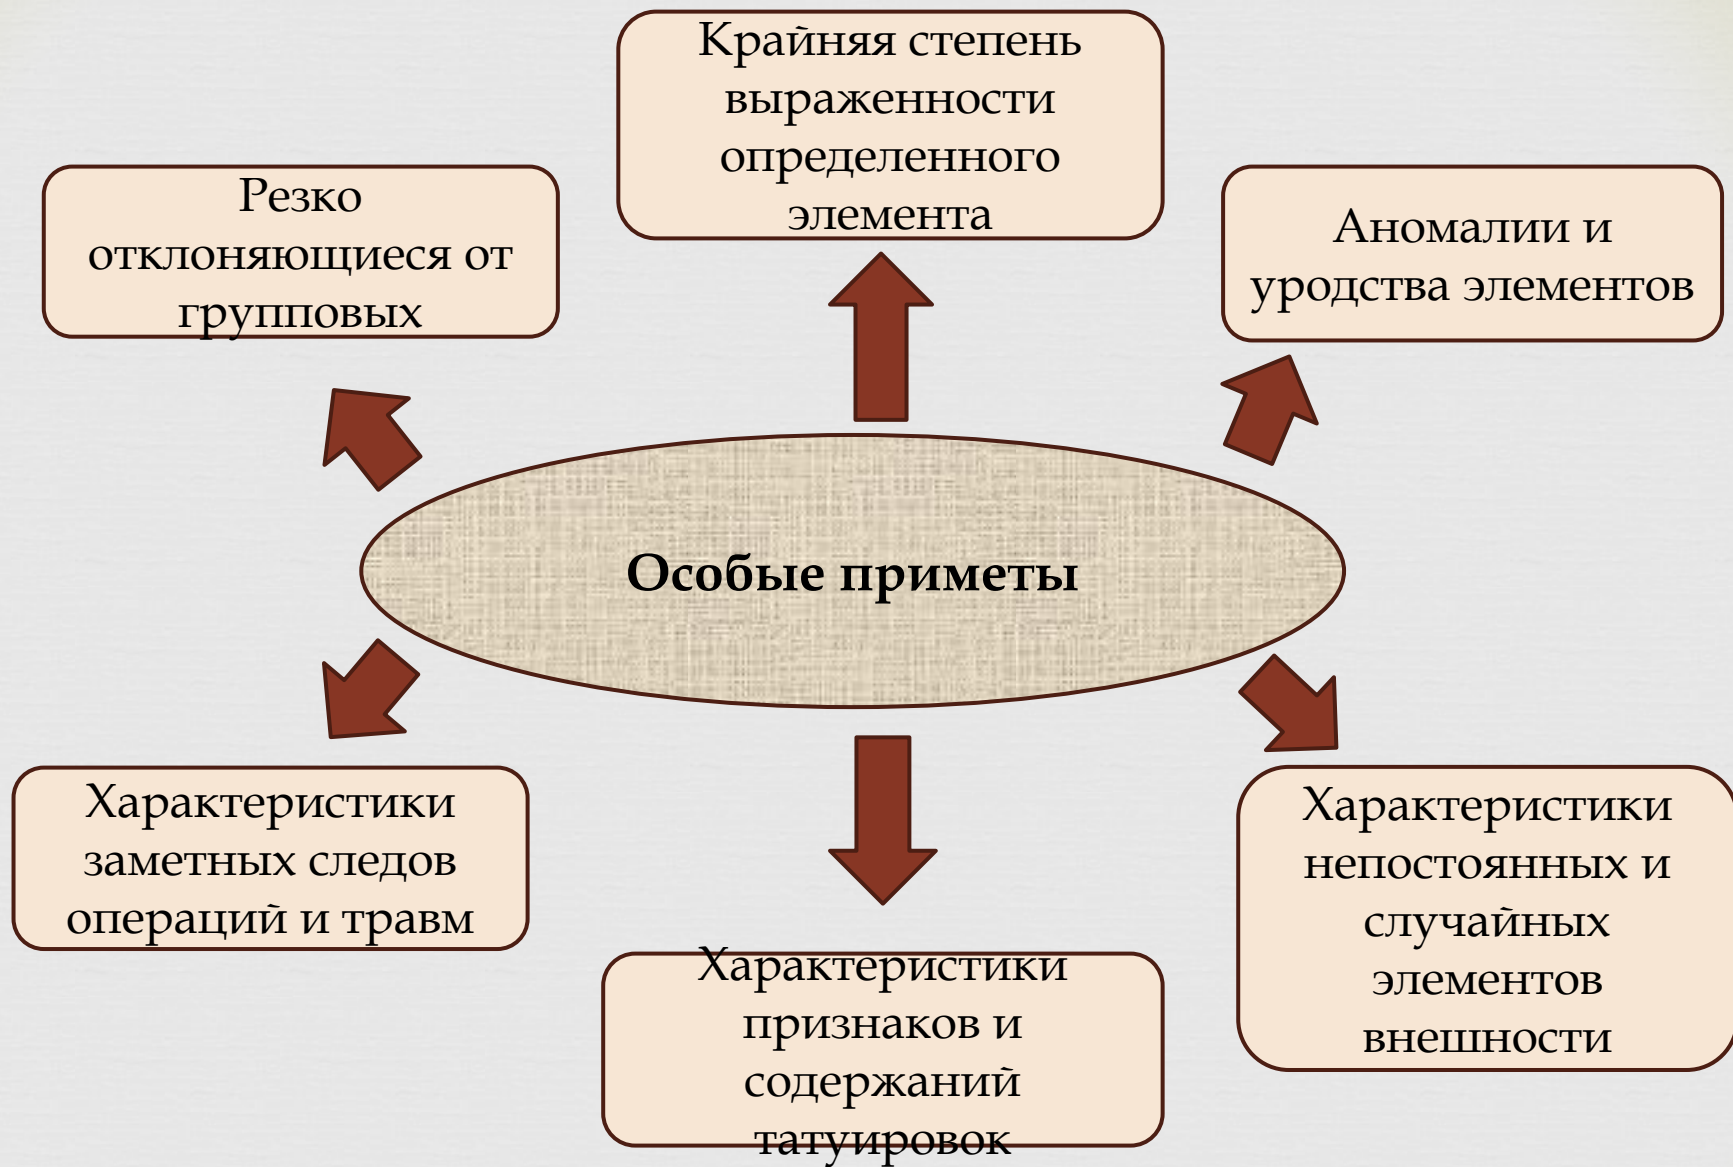 Крайняя степень
выраженности
определенного
элемента
Резко
отклоняющиеся от
групповых
Аномалии и
уродства элементов
Особые приметы
Характеристики
заметных следов
операций и травм
Характеристики
признаков и
содержаний
татуировок
Характеристики
непостоянных и
случайных
элементов
внешности